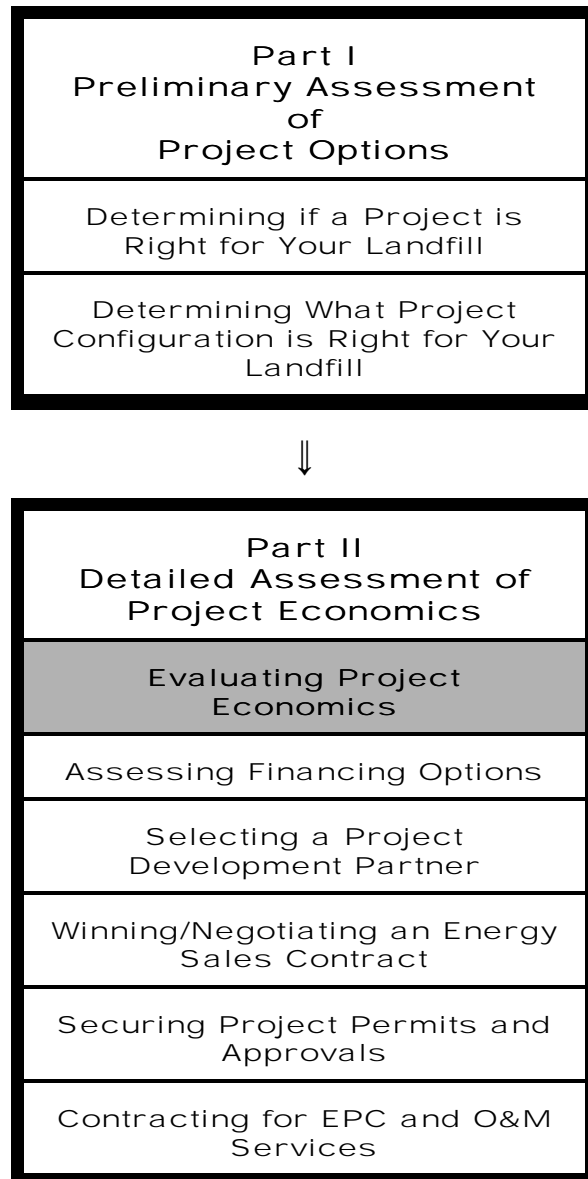 Part I
Preliminary Assessment
of
Project Options
Determining if a Project is
Right for Your Landfill
Determining What Project
Configuration is Right for Your
Landfill
⇓
Part II
Detailed Assessment of
Project Economics
Evaluating Project
Economics
Assessing Financing Options
Selecting a Project
Development Partner
Winning/Negotiating an Energy
Sales Contract
Securing Project Permits and
Approvals
Contracting for EPC and O&M
Services